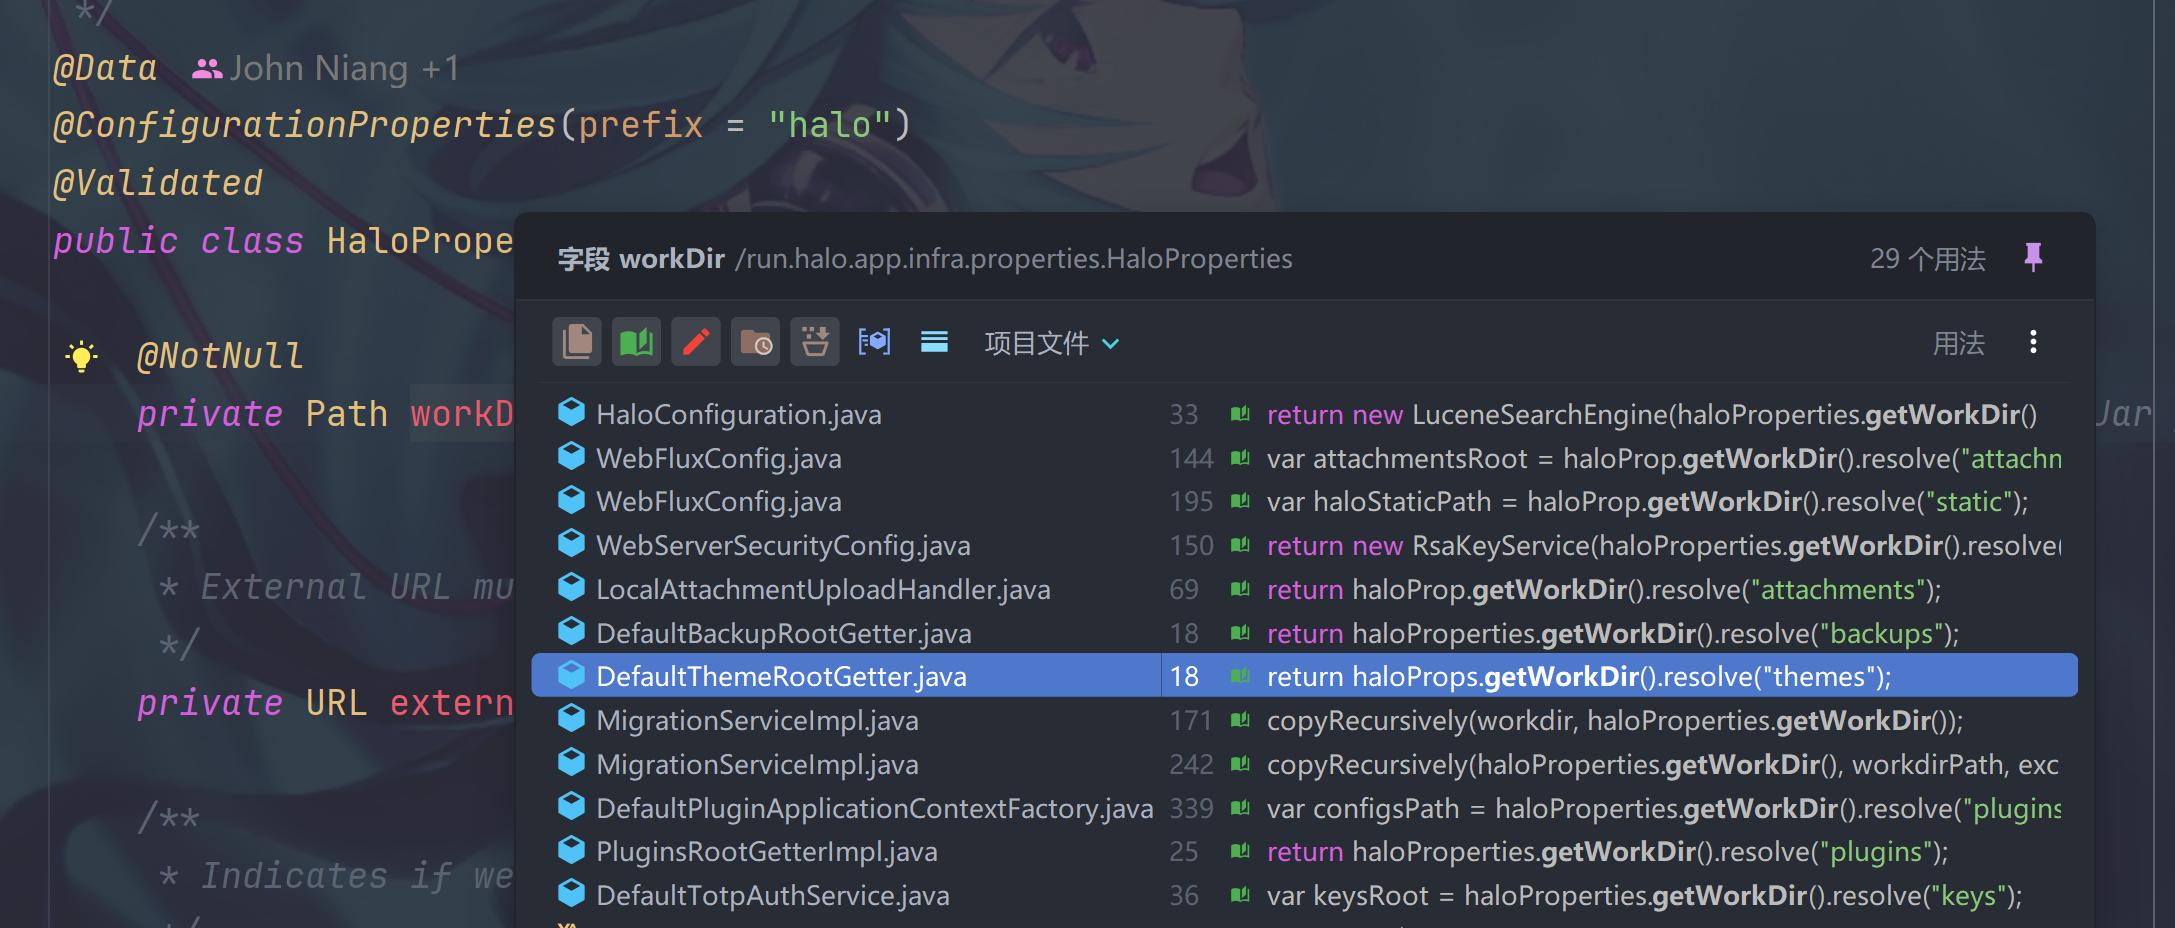 */
@Data John Niang +1
@ConfigurationProperties(prefix = "halo")
@Validated
public class HaloPrope
@NotNull
private Path workD
Jar
/**
* External URL mu
*/
private URL extern
/**
* Indicates if we
*/
字段 workDir /run.halo.app.infra.properties.HaloProperties 29 个用法
项目文件 用法
HaloConfiguration.java 33 return new LuceneSearchEngine(haloProperties.getWorkDir()
WebFluxConfig.java 144 var attachmentsRoot = haloProp.getWorkDir().resolve("attachm
WebFluxConfig.java 195 var haloStaticPath = haloProp.getWorkDir().resolve("static");
WebServerSecurityConfig.java 150 return new RsaKeyService(haloProperties.getWorkDir().resolve(
LocalAttachmentUploadHandler.java 69 return haloProp.getWorkDir().resolve("attachments");
DefaultBackupRootGetter.java 18 return haloProperties.getWorkDir().resolve("backups");
DefaultThemeRootGetter.java 18 return haloProps.getWorkDir().resolve("themes");
MigrationServiceImpl.java 171 copyRecursively(workdir, haloProperties.getWorkDir());
MigrationServiceImpl.java 242 copyRecursively(haloProperties.getWorkDir(), workdirPath, exc
DefaultPluginApplicationContextFactory.java 339 var configsPath = haloProperties.getWorkDir().resolve("plugins
PluginsRootGetterImpl.java 25 return haloProperties.getWorkDir().resolve("plugins");
DefaultTotpAuthService.java 36 var keysRoot = haloProperties.getWorkDir().resolve("keys");